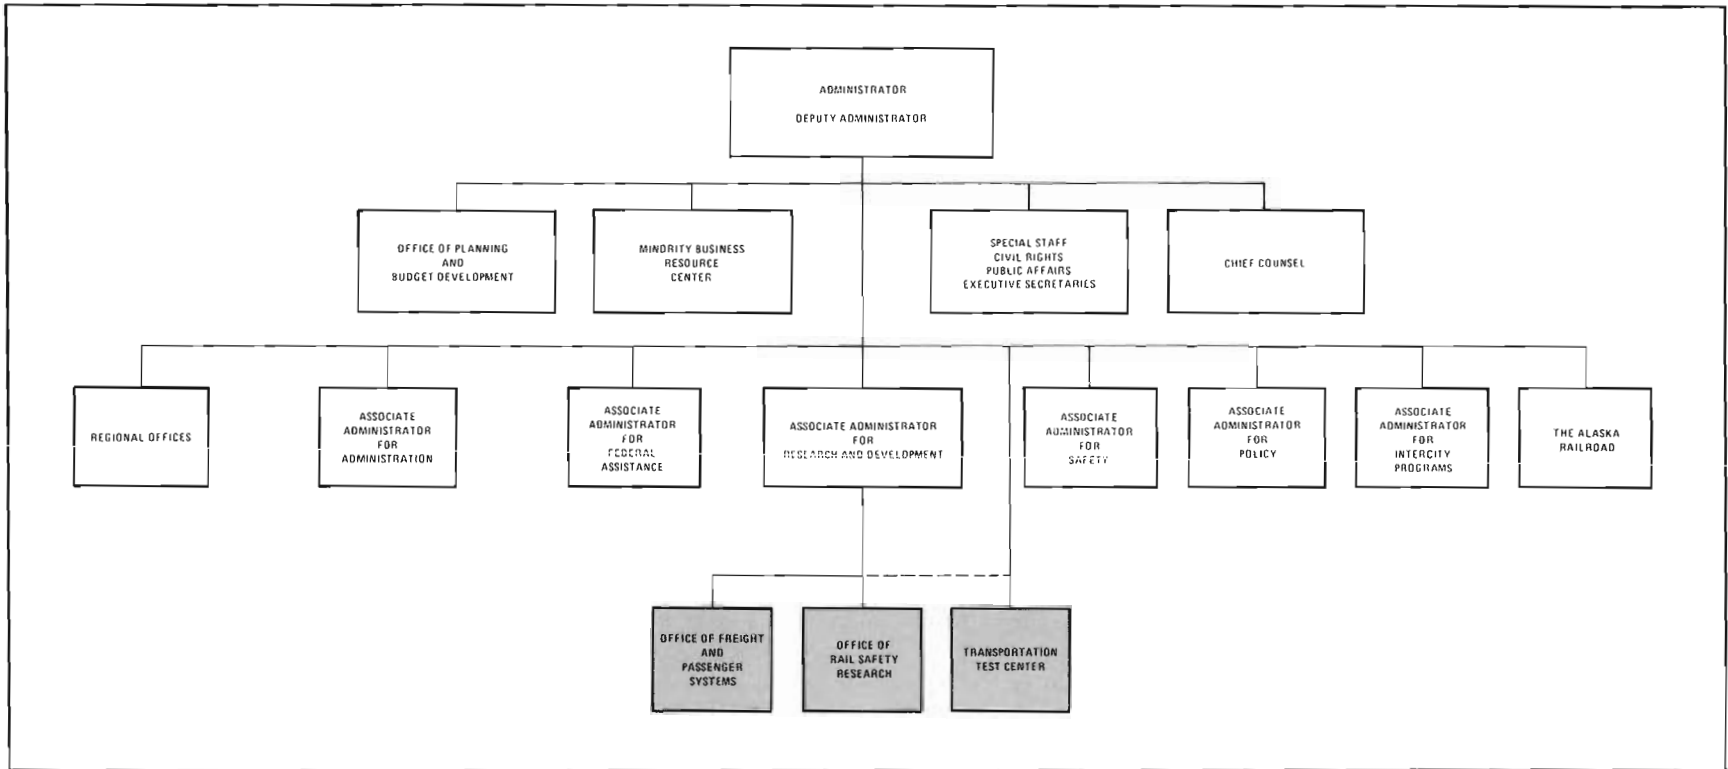 ADMINISTRATOR
DEPUTY ADMINISTRATOR
OFFICE OF PLANNING
AND
BUDGET DEVELOPMENT
MINORITY BUSINESS
RESOURCE
CENTER
SPECIAL STAFF
CIVIL RIGHTS
PUBLIC AFFAIRS
EXECUTIVE SECRETARIES
CHIEF COUNSEL
REGIONAL OFFICES
ASSOCIATE
ADMINISTRATOR
FOR
ADMINISTRATION
ASSOCIATE
ADMINISTRATOR
FOR
FEDERAL
ASSISTANCE
ASSOCIATE ADMINISTRATOR
FOR
RESEARCH AND DEVELOPMENT
ASSOCIATE
ADMINISTRATOR
FOR
SAFETY
ASSOCIATE
ADMINISTRATOR
FOR
POLICY
ASSOCIATE
ADMINISTRATOR
FOR
INTERCITY
PROGRAMS
THE ALASKA
RAILROAD
OFFICE OF FREIGHT
AND
PASSENGER
SYSTEMS
OFFICE OF
RAIL SAFETY
RESEARCH
TRANSPORTATION
TEST CENTER